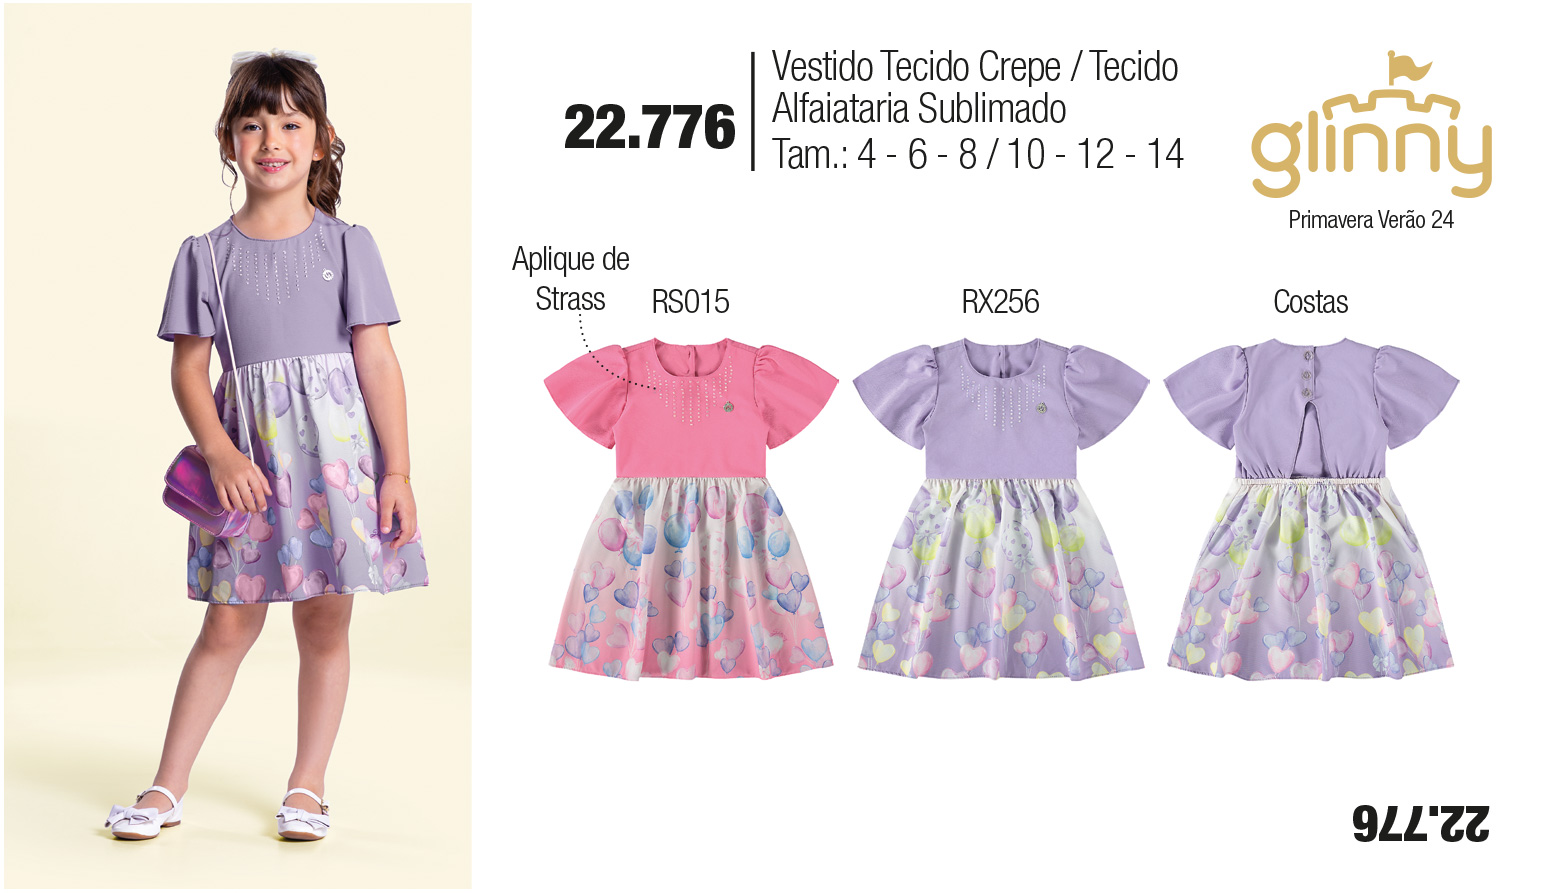 22.776
Vestido Tecido Crepe / Tecido
Alfaiataria Sublimado
Tam.: 4 - 6 - 8 / 10 - 12 - 14
glinny
Primavera Verão 24
Aplique de
Strass
RS015
RX256
Costas
22.776